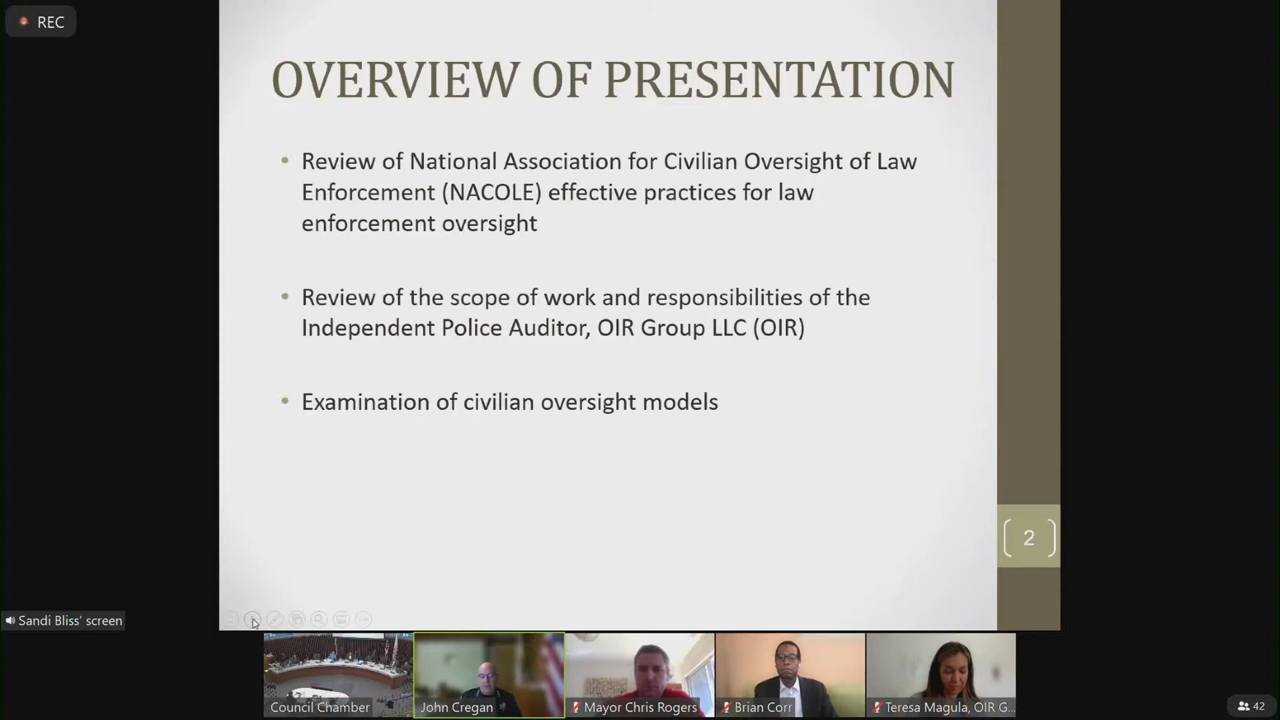 REC
OVERVIEW OF PRESENTATION
• Review of National Association for Civilian Oversight of Law
Enforcement (NACOLE) effective practices for law
enforcement oversight
• Review of the scope of work and responsibilities of the
Independent Police Auditor, OIR Group LLC (OIR)
• Examination of civilian oversight models
2
Sandi Bliss' screen
Council Chamber
John Cregan
Mayor Chris Rogers
Brian Corr
Teresa Magula, OIR G...
42